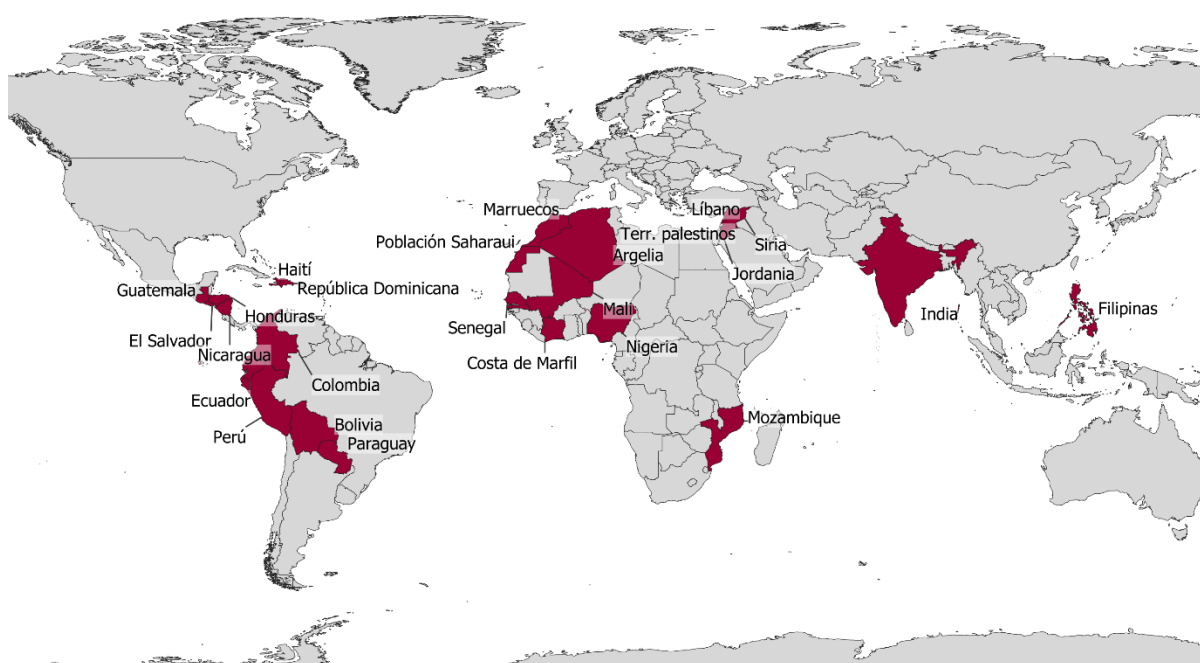 Marruecos
Líbano
Población Saharaui
Terr. palestinos
Siria
Argelia
Jordania
Haití
República Dominicana
Guatemala
Honduras
Mali
India
Filipinas
El Salvador
Senegal
Nicaragua
Nigeria
Costa de Marfil
Colombia
Ecuador
Mozambique
Bolivia
Perú
Paraguay